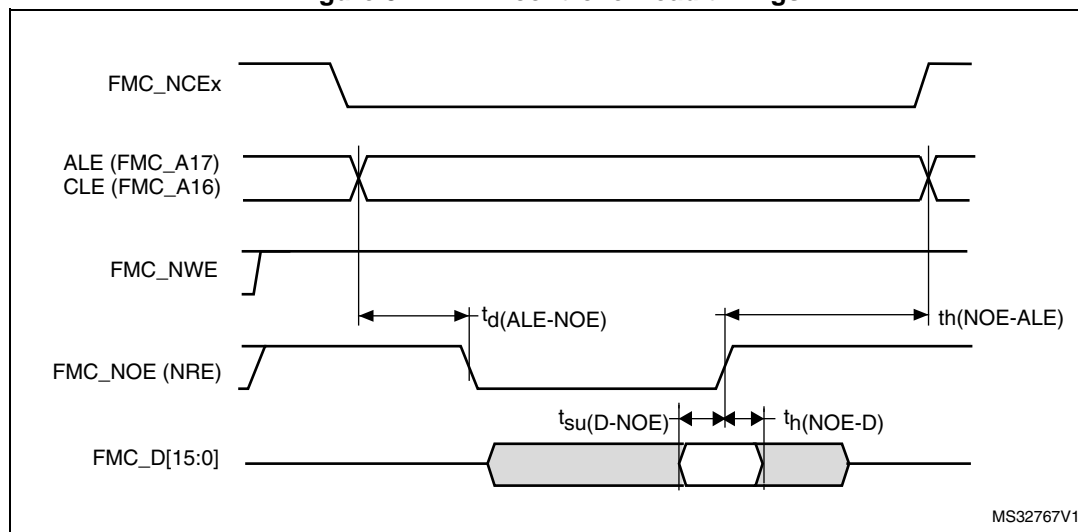 FMC_NCEx
ALE (FMC_A17)
CLE (FMC_A16)
FMC_NWE
td(ALE-NOE)
th(NOE-ALE)
FMC_NOE (NRE)
tsu(D-NOE)
th(NOE-D)
FMC_D[15:0]
MS32767V1